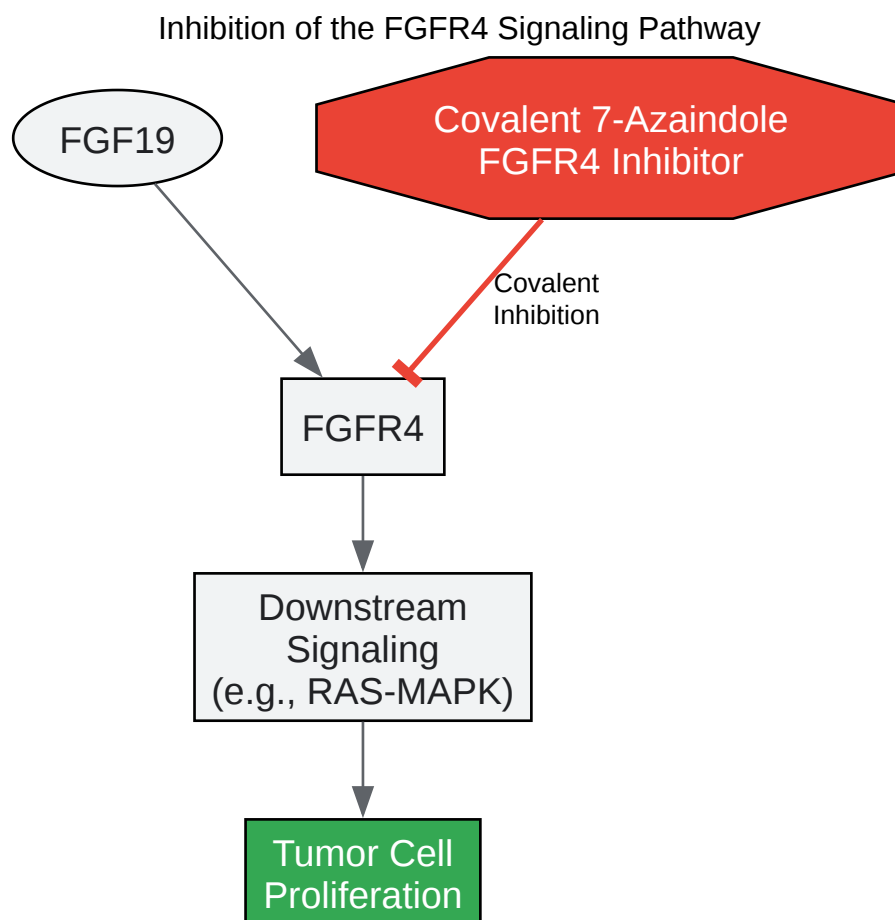 Inhibition of the FGFR4 Signaling Pathway
FGF19
Covalent 7-Azaindole
FGFR4 Inhibitor
Covalent
Inhibition
FGFR4
Downstream
Signaling
(e.g., RAS-MAPK)
Tumor Cell
Proliferation